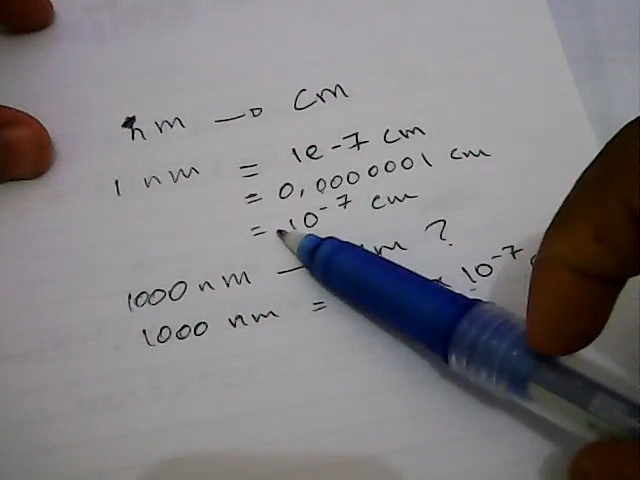 nm → cm
1 nm = 1e-7 cm
= 0,0000001 cm
= 10⁻⁷ cm
1000 nm — ?
1000 nm = 10⁻⁷